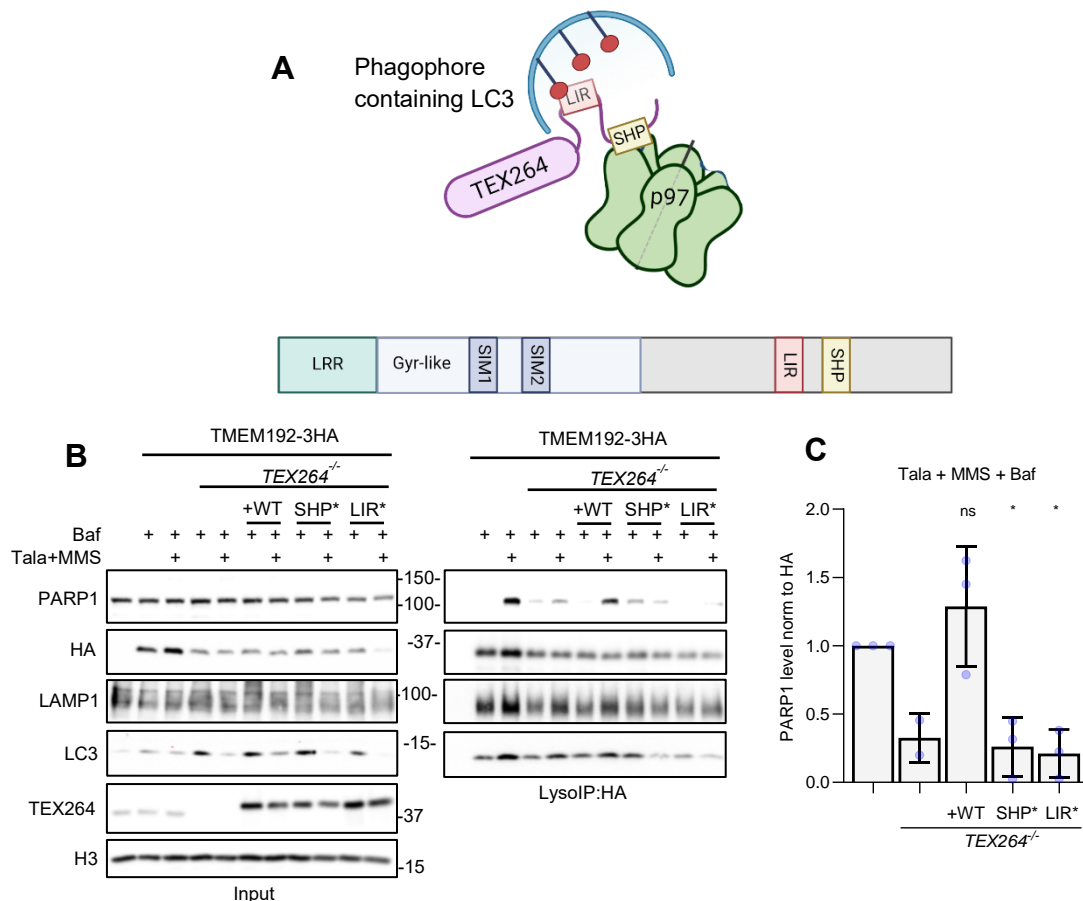 A
Phagophore
containing LC3
LIR
SHP
TEX264
p97
LRR
Gyr-like
SIM1
SIM2
LIR
SHP
B
TMEM192-3HA
TEX264-/-
+WT SHP* LIR*
Baf + + + + + + + + + +
Tala+MMS + + + + +
PARP1
-150-
-100-
HA
-37-
LAMP1
-100-
LC3
-15-
TEX264
-37
H3
-15
Input
TMEM192-3HA
TEX264-/-
+WT SHP* LIR*
+ + + + + + + + + +
+ + + + +
LysoIP:HA
C
Tala + MMS + Baf
PARP1 level norm to HA
2.0
1.5
1.0
0.5
0.0
ns * *
+WT SHP* LIR*
TEX264-/-